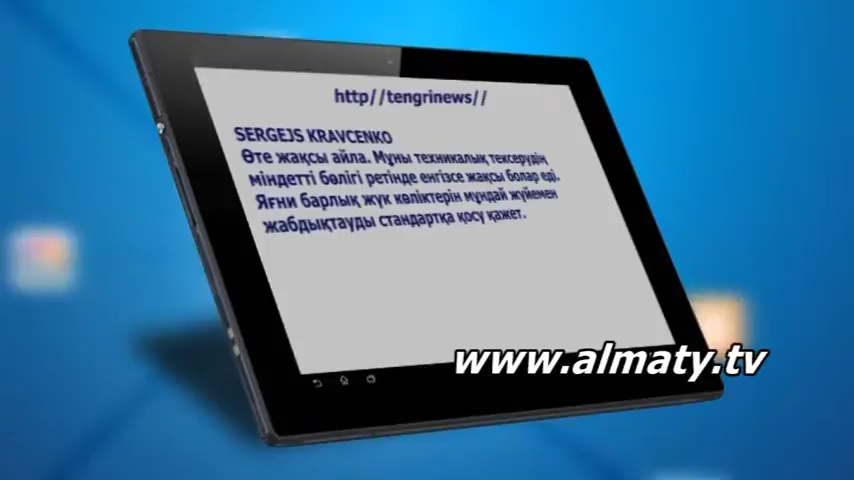 http//tengrinews//
SERGEJS KRAVCENKO
Өте жақсы айла. Мұны техникалық тексерудің
міндетті бөлігі ретінде енгізсе жақсы болар еді.
Яғни барлық жүк көліктерін мұндай жүйемен
жабдықтауды стандартқа қосу қажет.
www.almaty.tv